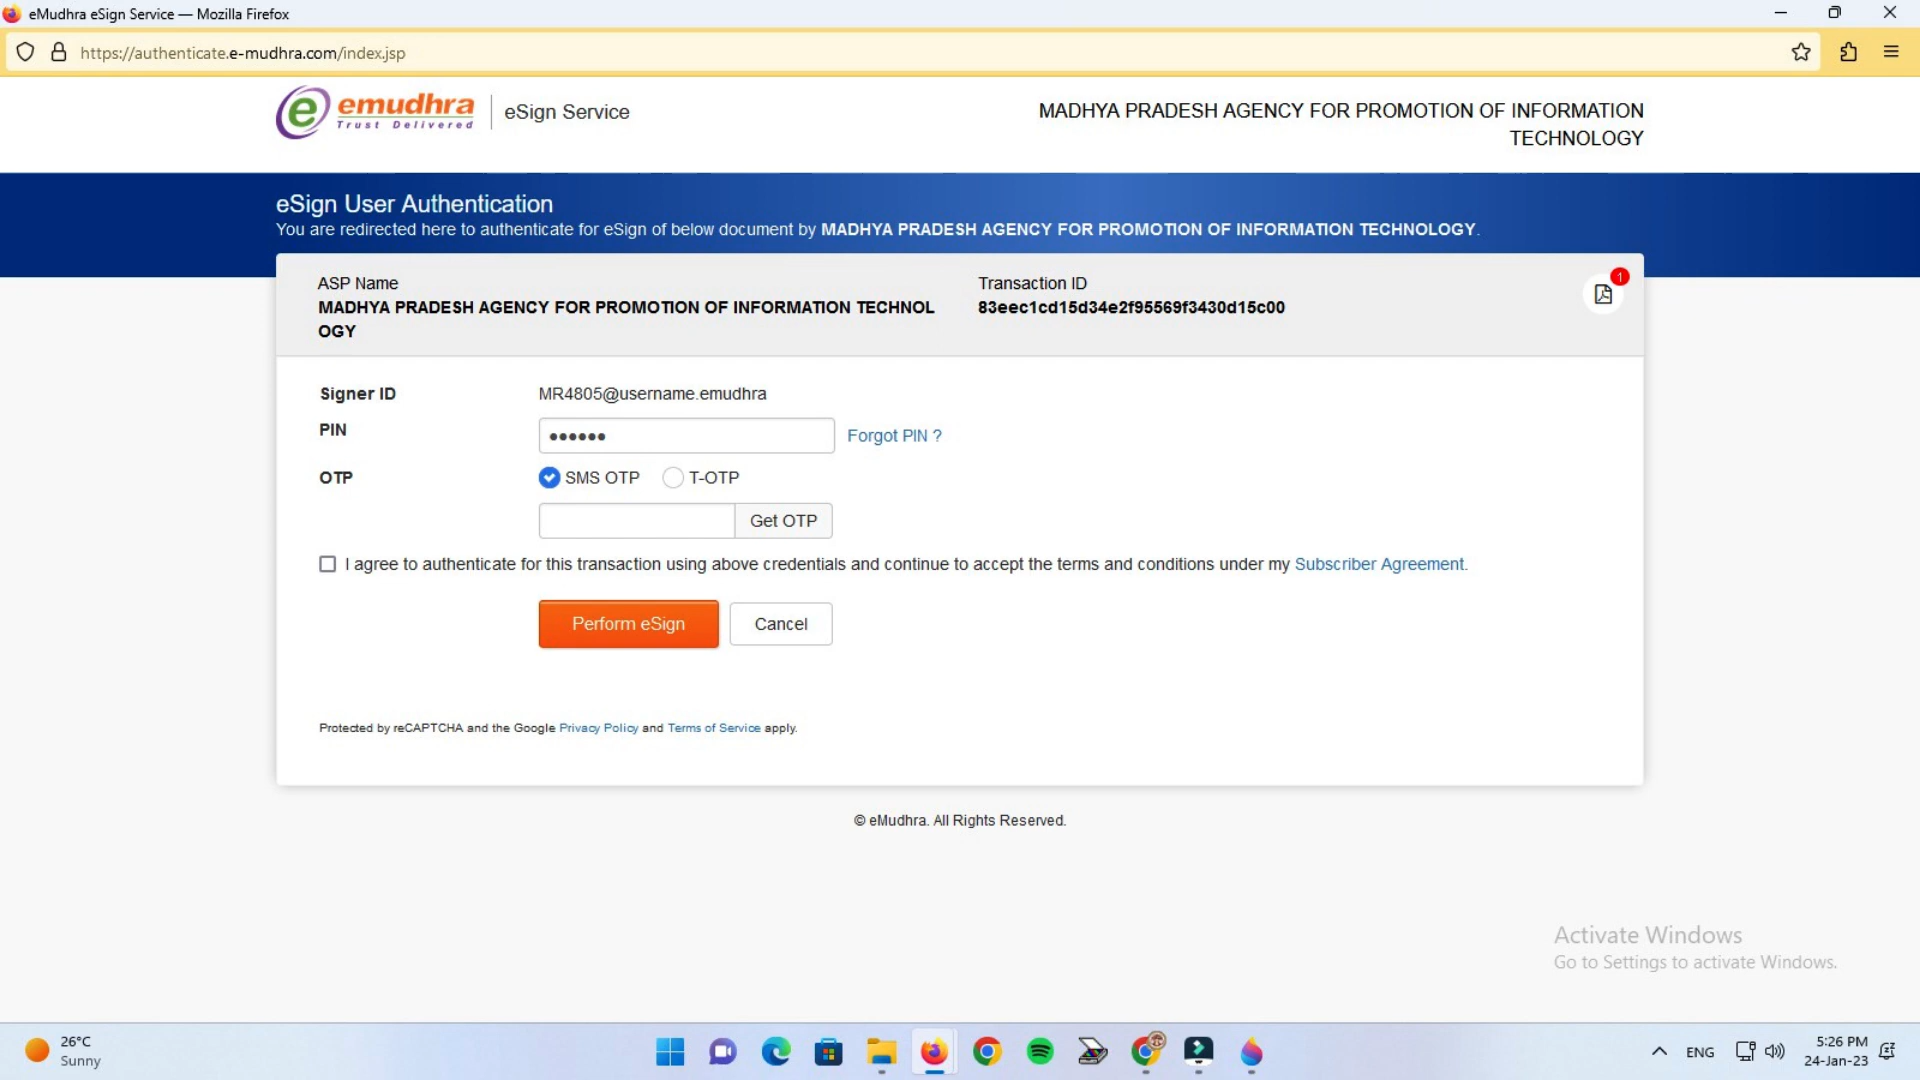 eMudhra eSign Service — Mozilla Firefox
https://authenticate.e-mudhra.com/index.jsp
emudhra
Trust Delivered
eSign Service
MADHYA PRADESH AGENCY FOR PROMOTION OF INFORMATION
TECHNOLOGY
eSign User Authentication
You are redirected here to authenticate for eSign of below document by MADHYA PRADESH AGENCY FOR PROMOTION OF INFORMATION TECHNOLOGY.
ASP Name
MADHYA PRADESH AGENCY FOR PROMOTION OF INFORMATION TECHNOL
OGY
Transaction ID
83eec1cd15d34e2f95569f3430d15c00
1
Signer ID
MR4805@username.emudhra
PIN
••••••
Forgot PIN ?
OTP
SMS OTP
T-OTP
Get OTP
I agree to authenticate for this transaction using above credentials and continue to accept the terms and conditions under my Subscriber Agreement.
Perform eSign
Cancel
Protected by reCAPTCHA and the Google Privacy Policy and Terms of Service apply.
© eMudhra. All Rights Reserved.
Activate Windows
Go to Settings to activate Windows.
26°C
Sunny
ENG
5:26 PM
24-Jan-23